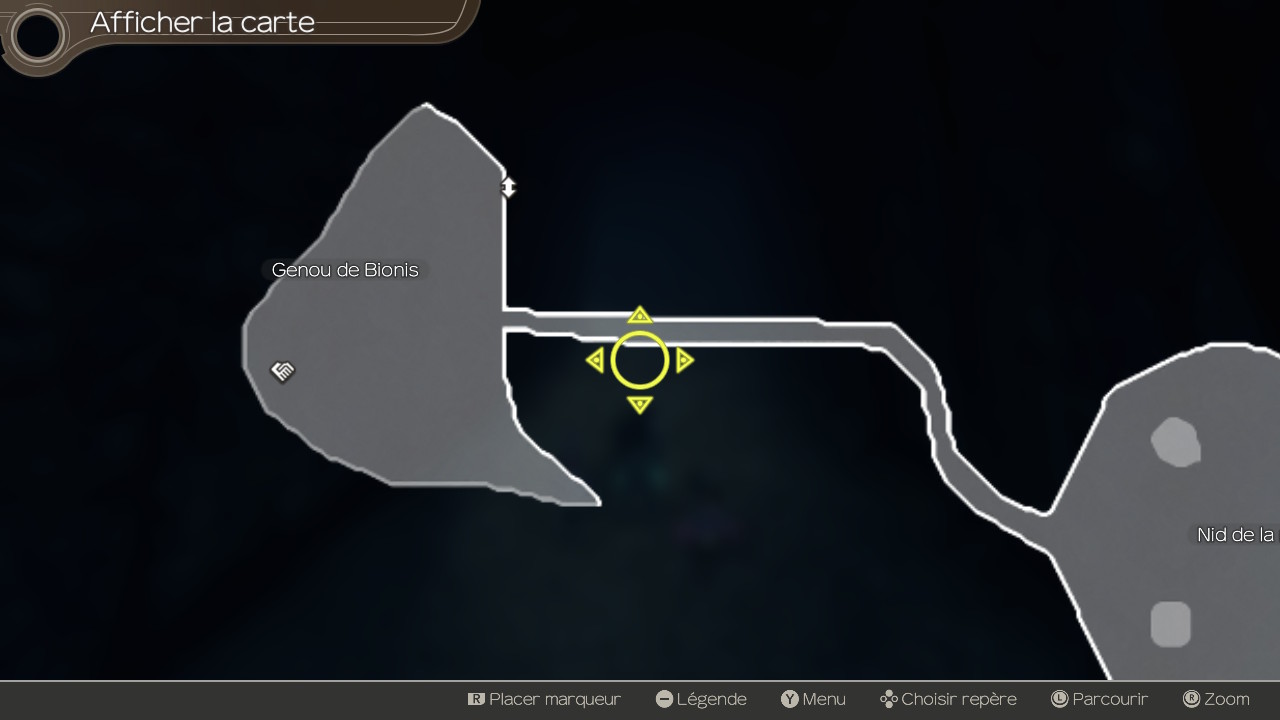 Afficher la carte
Genou de Bionis
Nid de la
R Placer marqueur
Légende
Y Menu
Choisir repère
L Parcourir
R Zoom